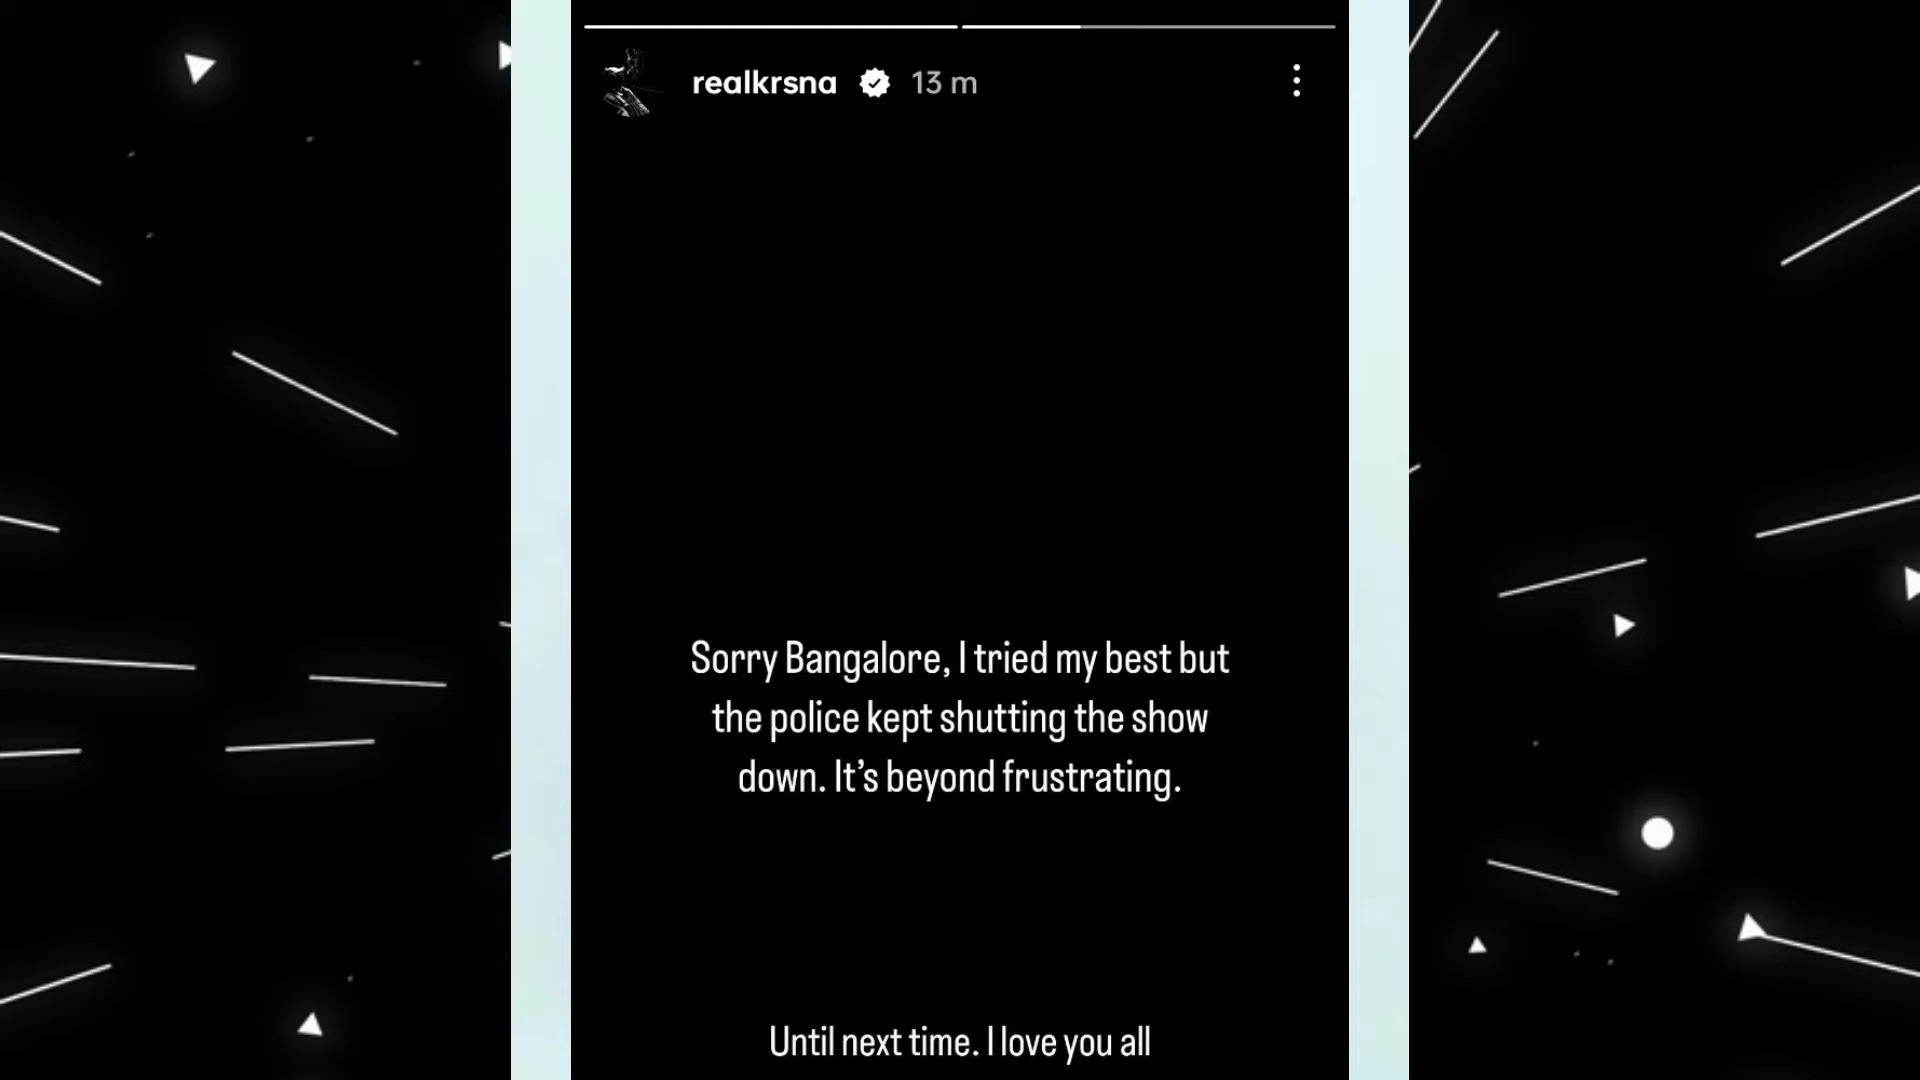 realkrsna 13 m
Sorry Bangalore, I tried my best but
the police kept shutting the show
down. It’s beyond frustrating.
Until next time. I love you all